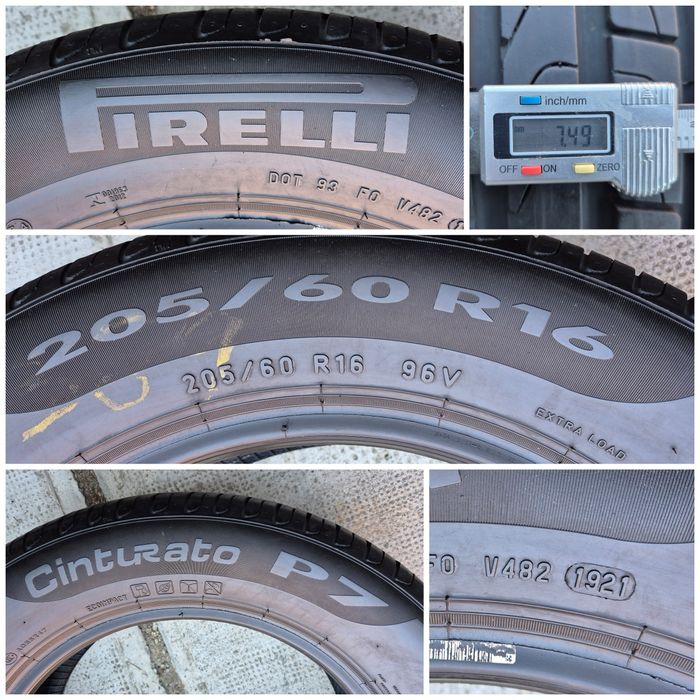 PIRELLI
DOT 93 F0 V482
inch/mm
7.49
OFF ON ZERO
205/60 R16
205/60 R16 96V
EXTRA LOAD
Cinturato P7
ECOIMPACT
F0 V482 1921